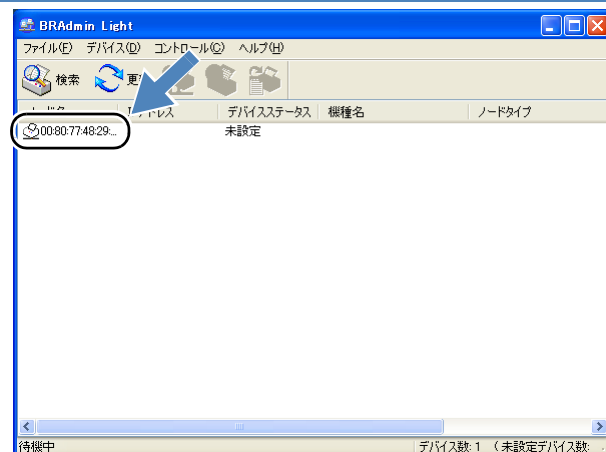 BRAdmin Light
ファイル(F) デバイス(D) コントロール(C) ヘルプ(H)
検索
デバイスステータス 機種名 ノードタイプ
00:80:77:48:29:... 未設定
待機中 デバイス数: 1 (未設定デバイス数: